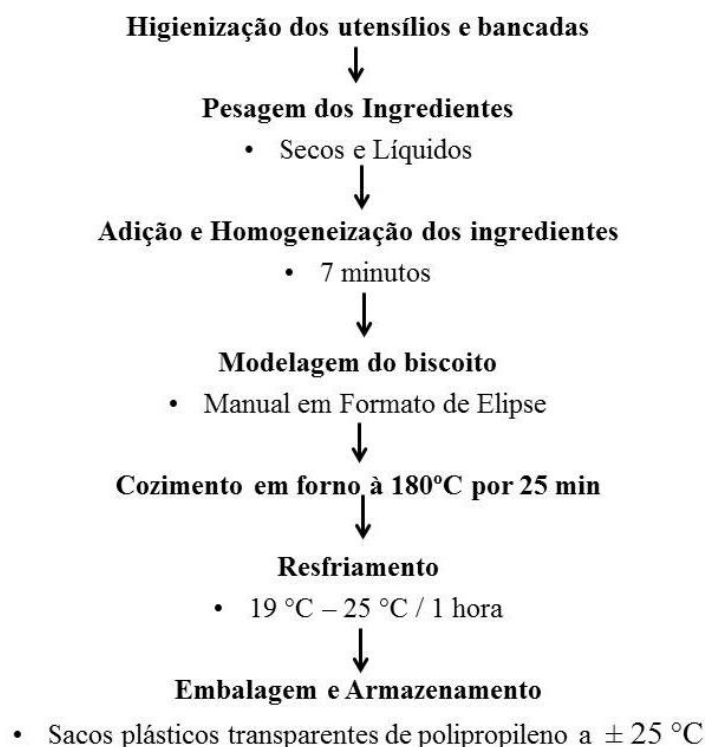 Higienização dos utensílios e bancadas
Pesagem dos Ingredientes
• Secos e Líquidos
Adição e Homogeneização dos ingredientes
• 7 minutos
Modelagem do biscoito
• Manual em Formato de Elipse
Cozimento em forno à 180ºC por 25 min
Resfriamento
• 19 °C – 25 °C / 1 hora
Embalagem e Armazenamento
• Sacos plásticos transparentes de polipropileno a ± 25 °C